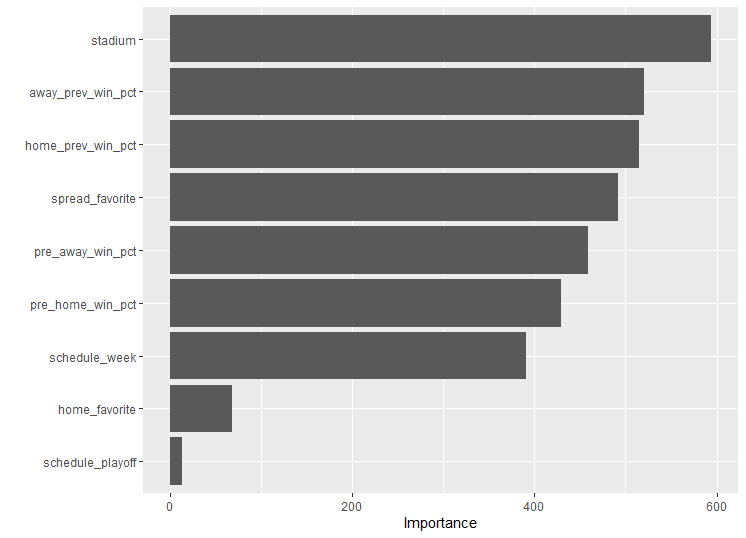 stadium
away_prev_win_pct
home_prev_win_pct
spread_favorite
pre_away_win_pct
pre_home_win_pct
schedule_week
home_favorite
schedule_playoff
0 200 400 600
Importance